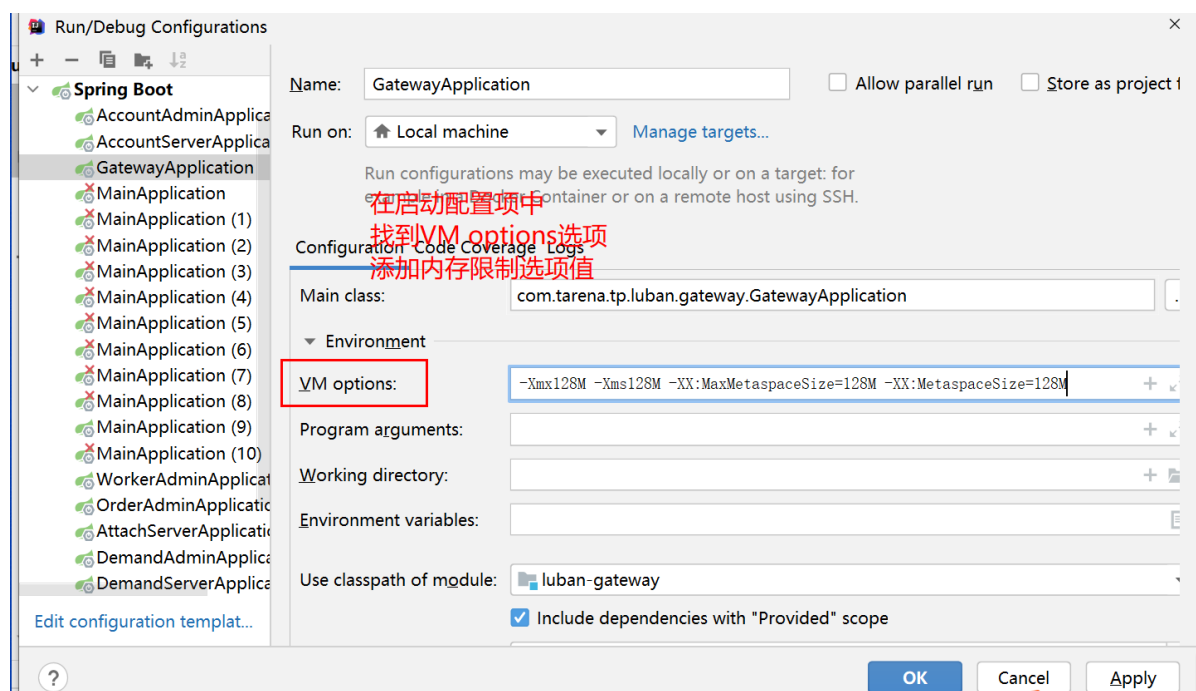 Run/Debug Configurations
Spring Boot
AccountAdminApplica
AccountServerApplica
GatewayApplication
MainApplication
MainApplication (1)
MainApplication (2)
MainApplication (3)
MainApplication (4)
MainApplication (5)
MainApplication (6)
MainApplication (7)
MainApplication (8)
MainApplication (9)
MainApplication (10)
WorkerAdminApplicat
OrderAdminApplicatio
AttachServerApplicatio
DemandAdminApplica
DemandServerApplica
Edit configuration templat...
Name: GatewayApplication
Allow parallel run
Store as project f
Run on: Local machine
Manage targets...
Run configurations may be executed locally or on a target: for
example in a Docker Container or on a remote host using SSH.
在启动配置项中
找到VM options选项
添加内存限制选项值
Configuration Code Coverage Logs
Main class: com.tarena.tp.luban.gateway.GatewayApplication
Environment
VM options: -Xmx128M -Xms128M -XX:MaxMetaspaceSize=128M -XX:MetaspaceSize=128M
Program arguments:
Working directory:
Environment variables:
Use classpath of module: luban-gateway
Include dependencies with "Provided" scope
?
OK
Cancel
Apply